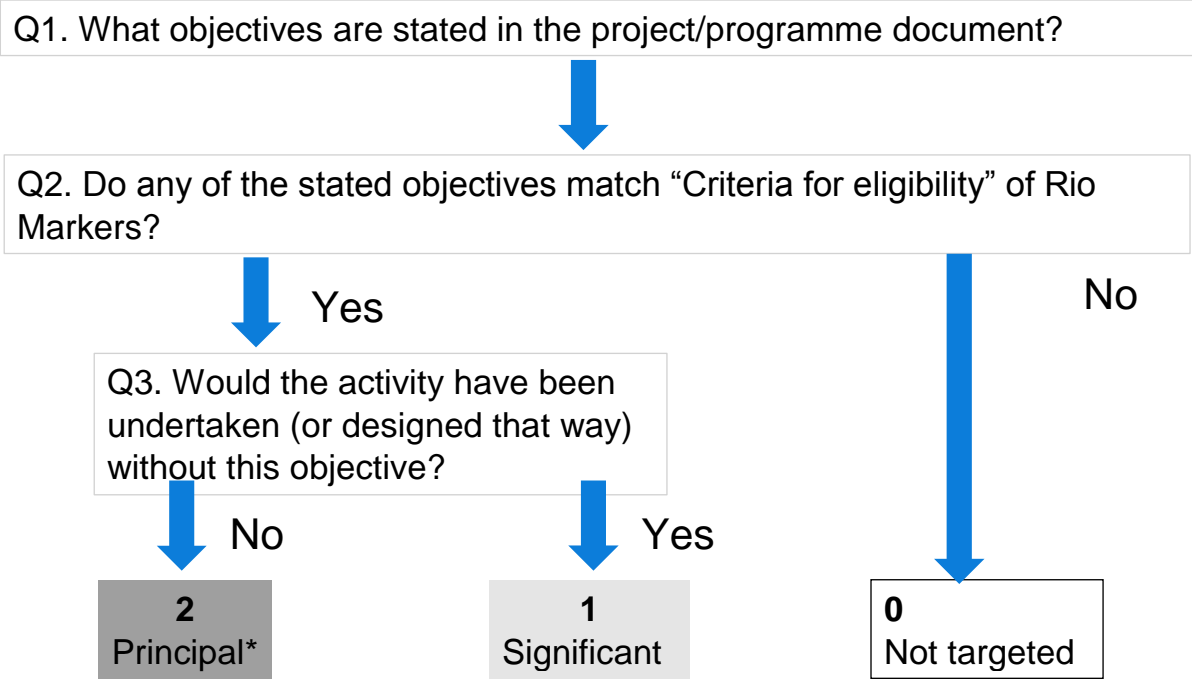 Q1. What objectives are stated in the project/programme document?
Q2. Do any of the stated objectives match “Criteria for eligibility” of Rio
Markers?
Yes
No
Q3. Would the activity have been
undertaken (or designed that way)
without this objective?
No
Yes
2
Principal*
1
Significant
0
Not targeted